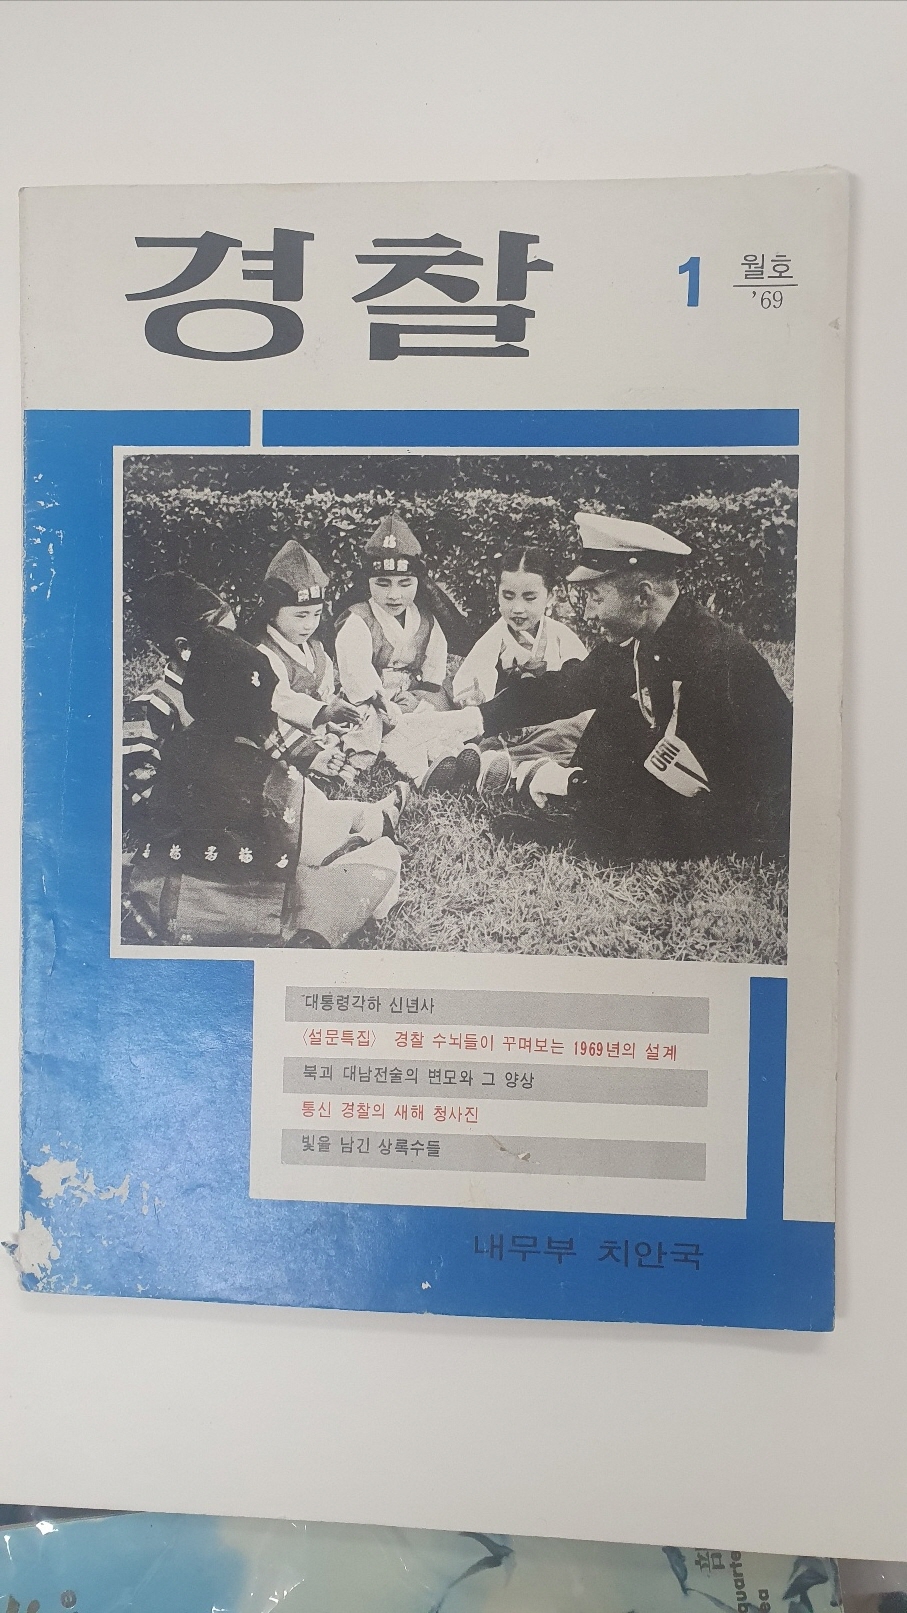 경찰
1 월호
'69
대통령각하 신년사
〈설문특집〉 경찰 수뇌들이 꾸며보는 1969년의 설계
북괴 대남전술의 변모와 그 양상
통신 경찰의 새해 청사진
빛을 남긴 상록수들
내무부 치안국